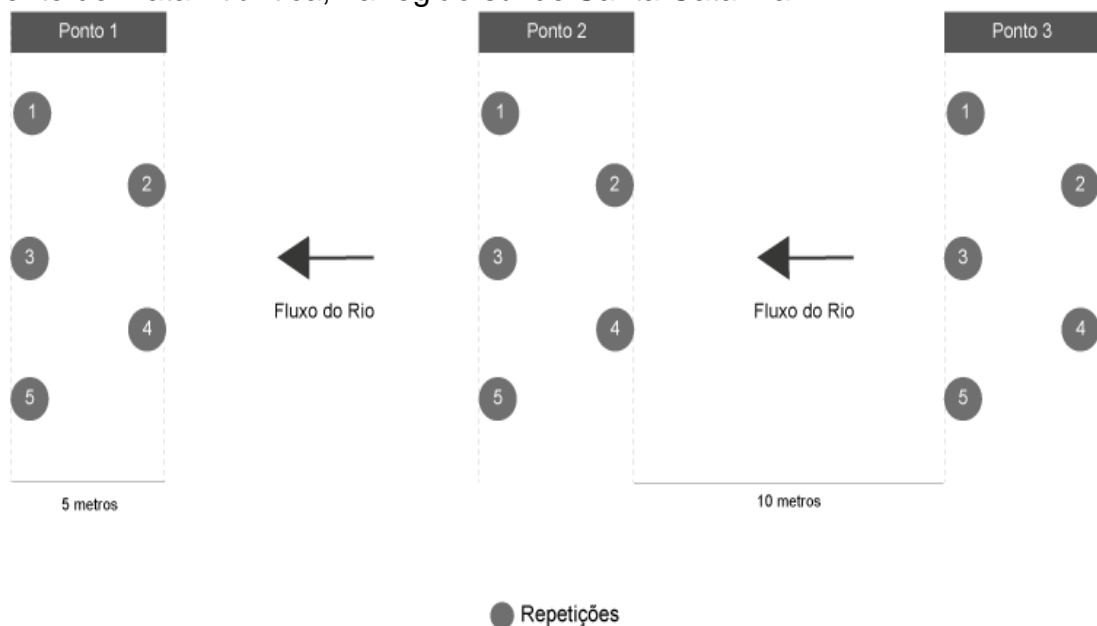 Ponto 1 Ponto 2 Ponto 3
1 1 1
2 2 2
3 3 3
Fluxo do Rio Fluxo do Rio
4 4 4
5 5 5
5 metros 10 metros
Repetições